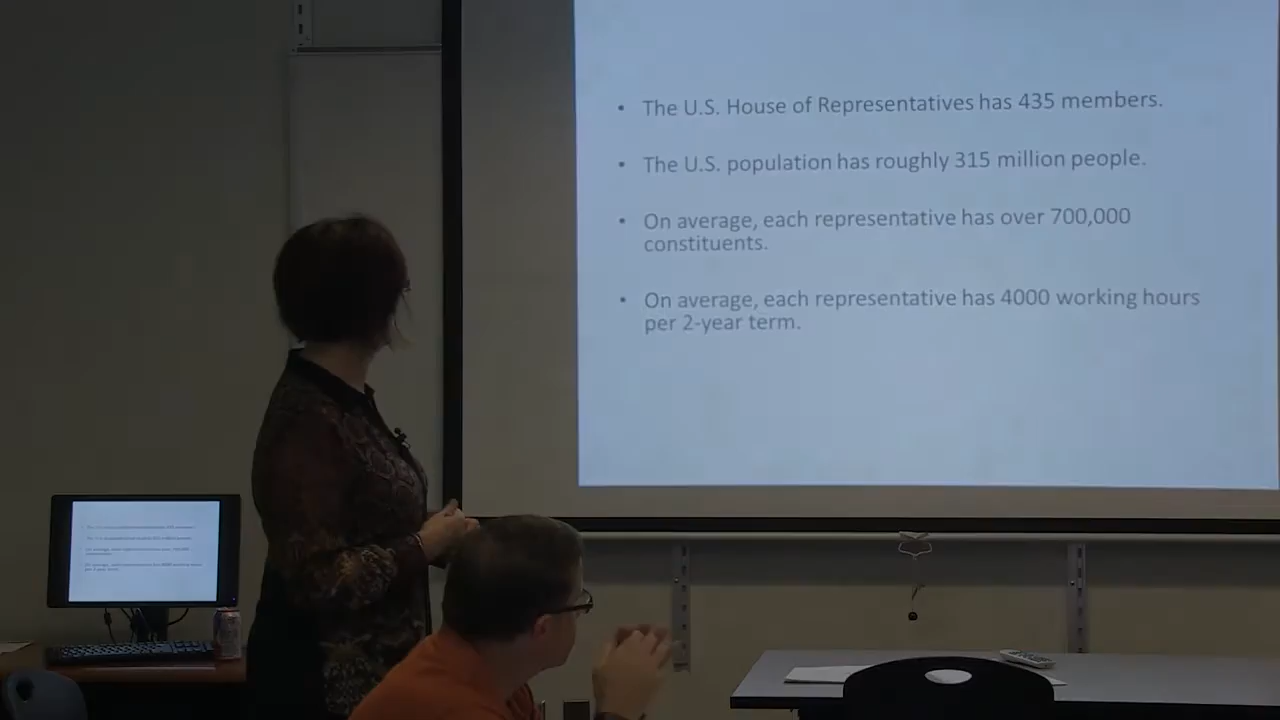 • The U.S. House of Representatives has 435 members.
• The U.S. population has roughly 315 million people.
• On average, each representative has over 700,000
constituents.
• On average, each representative has 4000 working hours
per 2-year term.